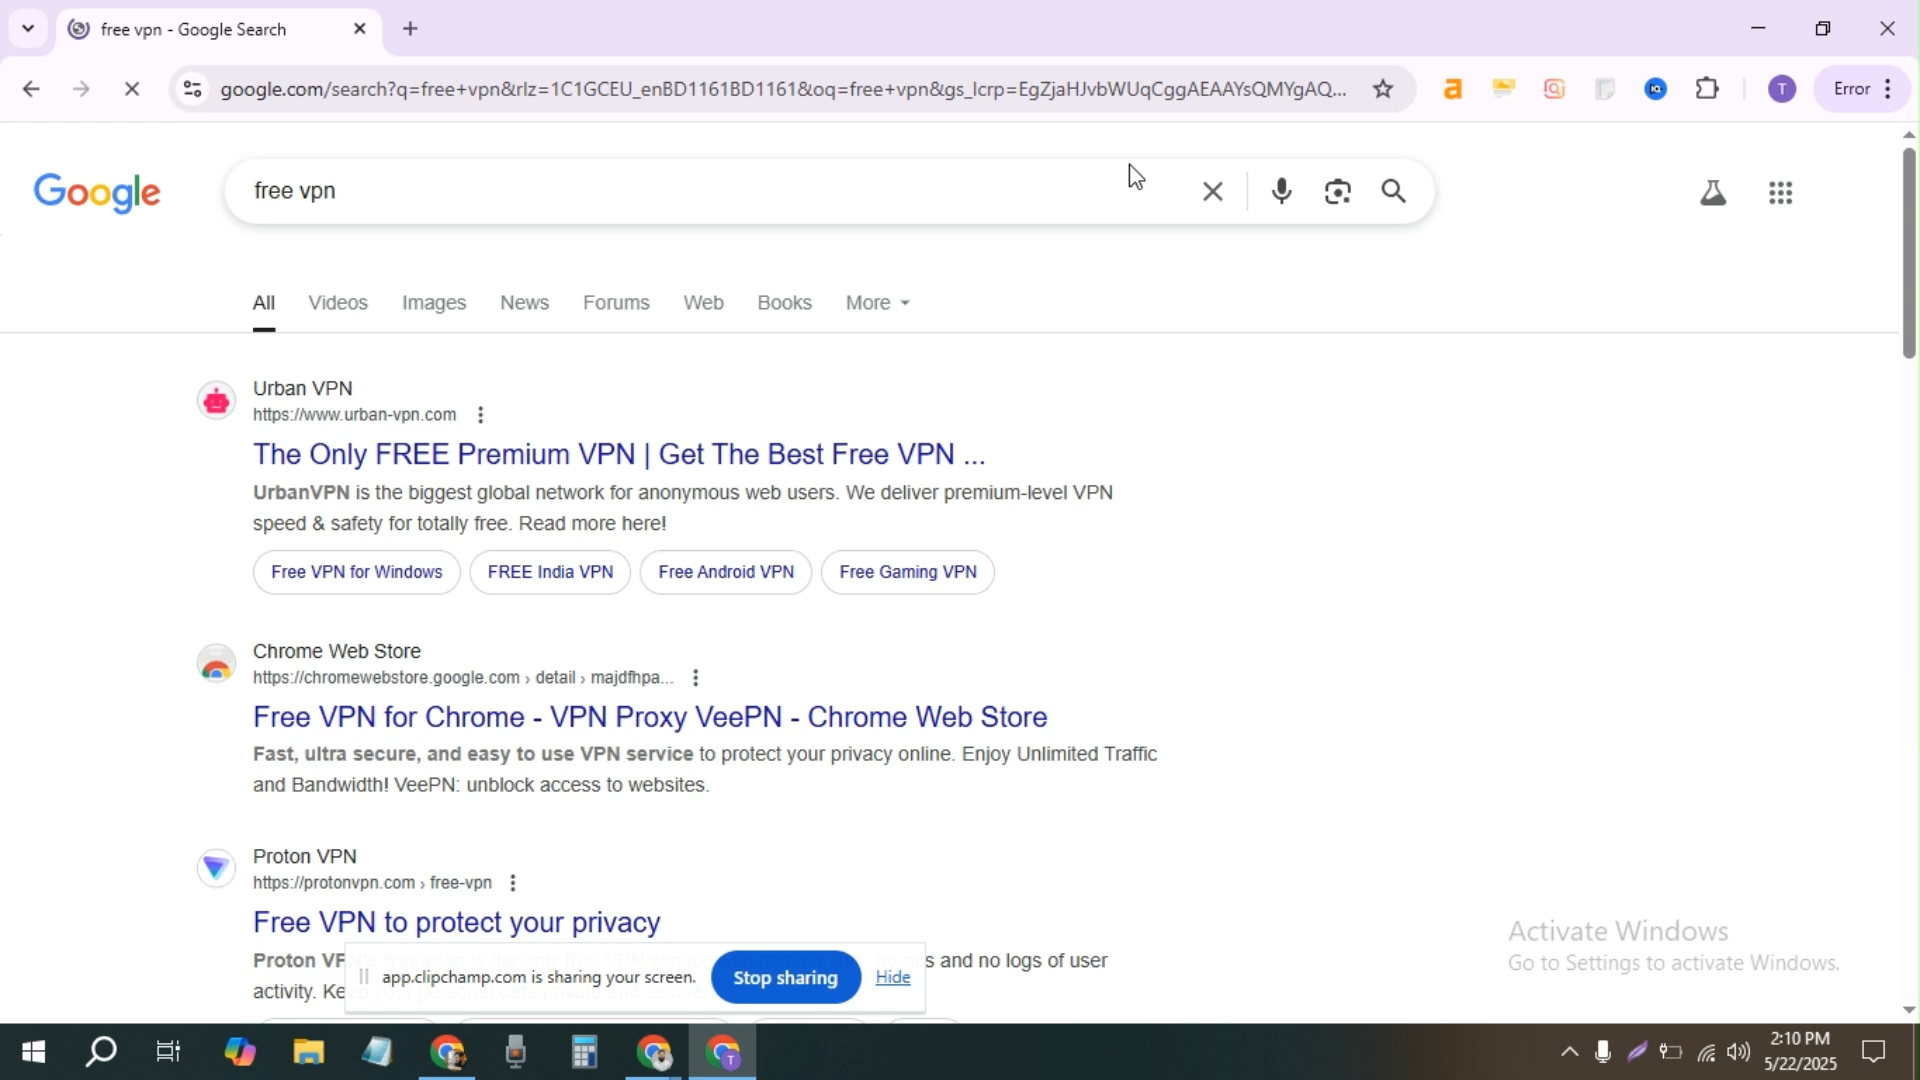 free vpn - Google Search
google.com/search?q=free+vpn&rlz=1C1GCEU_enBD1161BD1161&oq=free+vpn&gs_lcrp=EgZjaHJvbWUqCggAEAAYsQMYgAQ...
Error
T
Google
free vpn
All Videos Images News Forums Web Books More
Urban VPN
https://www.urban-vpn.com
The Only FREE Premium VPN | Get The Best Free VPN ...
UrbanVPN is the biggest global network for anonymous web users. We deliver premium-level VPN
speed & safety for totally free. Read more here!
Free VPN for Windows FREE India VPN Free Android VPN Free Gaming VPN
Chrome Web Store
https://chromewebstore.google.com › detail › majdfhpa...
Free VPN for Chrome - VPN Proxy VeePN - Chrome Web Store
Fast, ultra secure, and easy to use VPN service to protect your privacy online. Enjoy Unlimited Traffic
and Bandwidth! VeePN: unblock access to websites.
Proton VPN
https://protonvpn.com › free-vpn
Free VPN to protect your privacy
Proton s and no logs of user
activity.
app.clipchamp.com is sharing your screen. Stop sharing Hide
Activate Windows
Go to Settings to activate Windows.
2:10 PM
5/22/2025